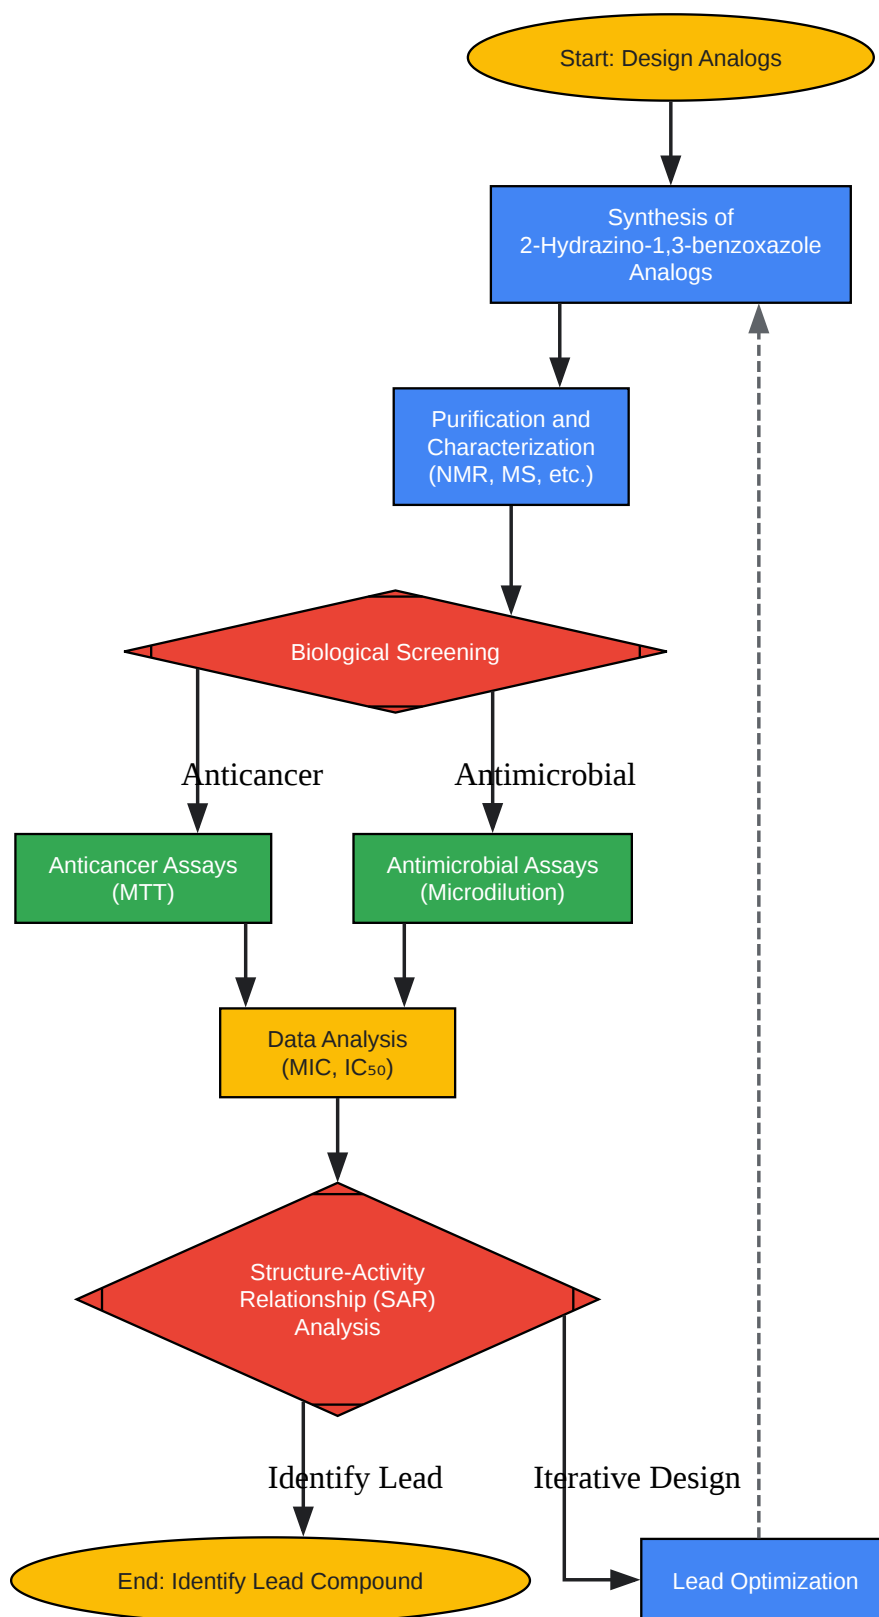 Start: Design Analogs
Synthesis of
2-Hydrazino-1,3-benzoxazole
Analogs
Purification and
Characterization
(NMR, MS, etc.)
Biological Screening
Anticancer
Antimicrobial
Anticancer Assays
(MTT)
Antimicrobial Assays
(Microdilution)
Data Analysis
(MIC, IC₅₀)
Structure-Activity
Relationship (SAR)
Analysis
Identify Lead
Iterative Design
End: Identify Lead Compound
Lead Optimization